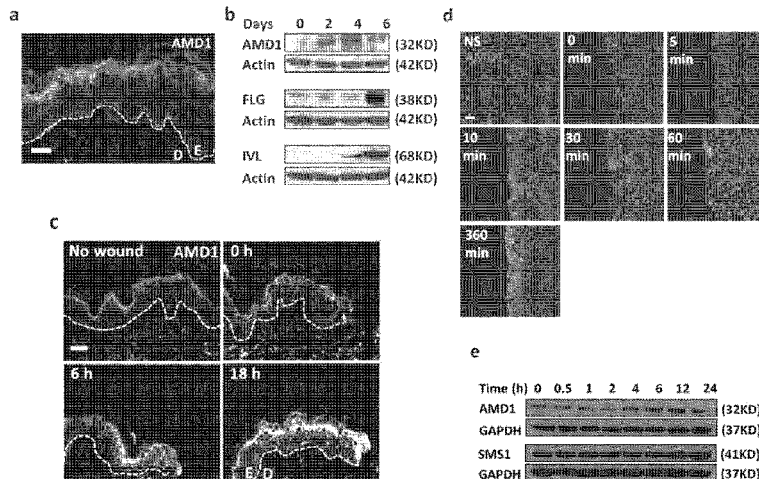 a
AMD1
D E
b
Days 0 2 4 6
AMD1 (32KD)
Actin (42KD)
FLG (38KD)
Actin (42KD)
IVL (68KD)
Actin (42KD)
c
No wound AMD1
0 h
6 h
18 h
E D
d
NS
0 min
5 min
10 min
30 min
60 min
360 min
e
Time (h) 0 0.5 1 2 4 6 12 24
AMD1 (32KD)
GAPDH (37KD)
SMS1 (41KD)
GAPDH (37KD)